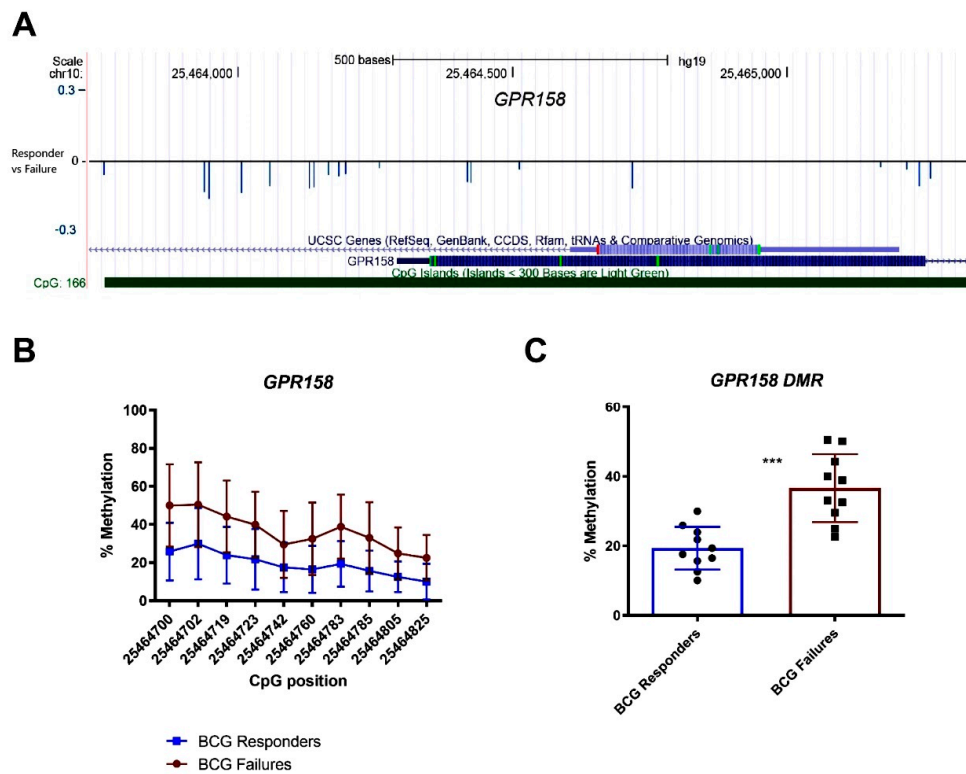 A
Scale
chr10:
500 bases
hg19
25,464,000
25,464,500
25,465,000
0.3
GPR158
Responder
vs Failure
0
-0.3
UCSC Genes (RefSeq, GenBank, CCDS, Rfam, tRNAs & Comparative Genomics)
GPR158
CpG Islands (Islands < 300 Bases are Light Green)
CpG: 166
B
GPR158
% Methylation
100
80
60
40
20
0
25464700
25464702
25464719
25464723
25464742
25464760
25464783
25464785
25464805
25464825
CpG position
BCG Responders
BCG Failures
C
GPR158 DMR
% Methylation
60
40
20
0
***
BCG Responders
BCG Failures